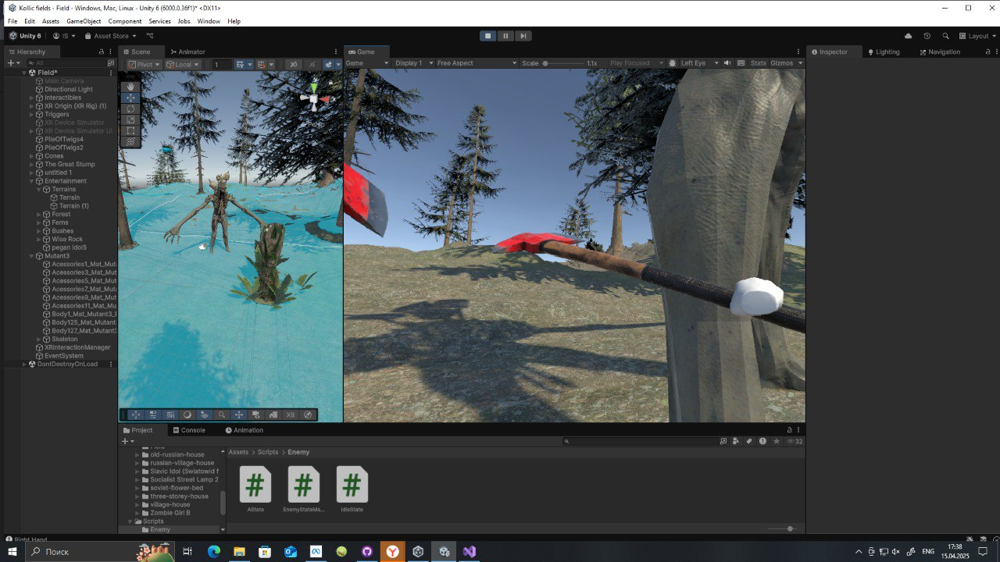 Kollic fields - Field - Windows, Mac, Linux - Unity 6 (6000.0.36f1)* <DX11>
File Edit Assets GameObject Component Services Jobs Window Help
Unity 6 IS Asset Store Layout
Hierarchy Scene Animator Game Inspector Lighting Navigation
All Pivot Local 1 Game Display 1 Free Aspect Scale 1.1x Play Focused Left Eye Stats Gizmos
Field*
Main Camera
Directional Light
Interactibles
XR Origin (XR Rig) (1)
Triggers
XR Device Simulator
XR Device Simulator UI
PileOfTwigs4
PileOfTwigs2
Cones
The Great Stump
untitled 1
Entertainment
Terrains
Terrain
Terrain (1)
Forest
Ferns
Bushes
Wise Rock
pegan idol5
Mutant3
Acessories1_Mat_Mut
Acessories3_Mat_Mut
Acessories5_Mat_Mut
Acessories7_Mat_Mut
Acessories9_Mat_Mut
Acessories11_Mat_Mu
Body1_Mat_Mutant3_
Body125_Mat_Mutant
Body127_Mat_Mutant
Skeleton
XRInteractionManager
EventSystem
DontDestroyOnLoad
Persp
XB
Project Console Animation
32
Assets > Scripts > Enemy
old-russian-house
russian-village-house
Slavic Idol (Swiatowid f
Socialist Street Lamp 2
soviet-flower-bed
three-storey-house
village-house
Zombie Girl B
Scripts
Enemy
AState EnemyStateMa... IdleState
Right Hand
Поиск
ENG
17:38
15.04.2025